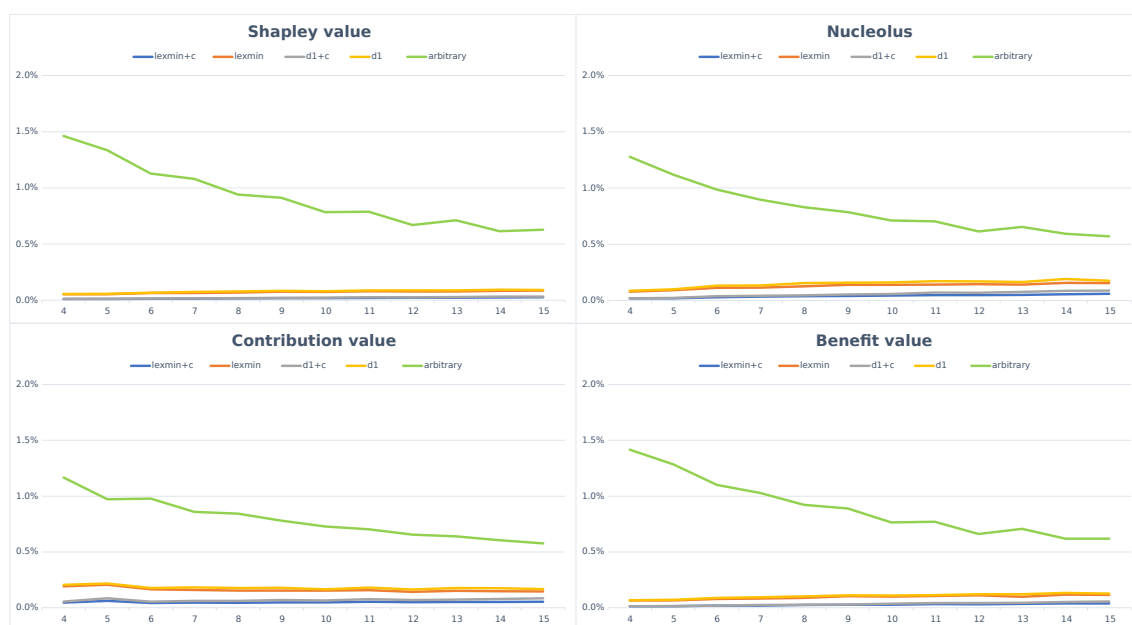 Shapley value
lexmin+c lexmin d1+c d1 arbitrary
2.0%
1.5%
1.0%
0.5%
0.0%
4 5 6 7 8 9 10 11 12 13 14 15
Nucleolus
lexmin+c lexmin d1+c d1 arbitrary
2.0%
1.5%
1.0%
0.5%
0.0%
4 5 6 7 8 9 10 11 12 13 14 15
Contribution value
lexmin+c lexmin d1+c d1 arbitrary
2.0%
1.5%
1.0%
0.5%
0.0%
4 5 6 7 8 9 10 11 12 13 14 15
Benefit value
lexmin+c lexmin d1+c d1 arbitrary
2.0%
1.5%
1.0%
0.5%
0.0%
4 5 6 7 8 9 10 11 12 13 14 15